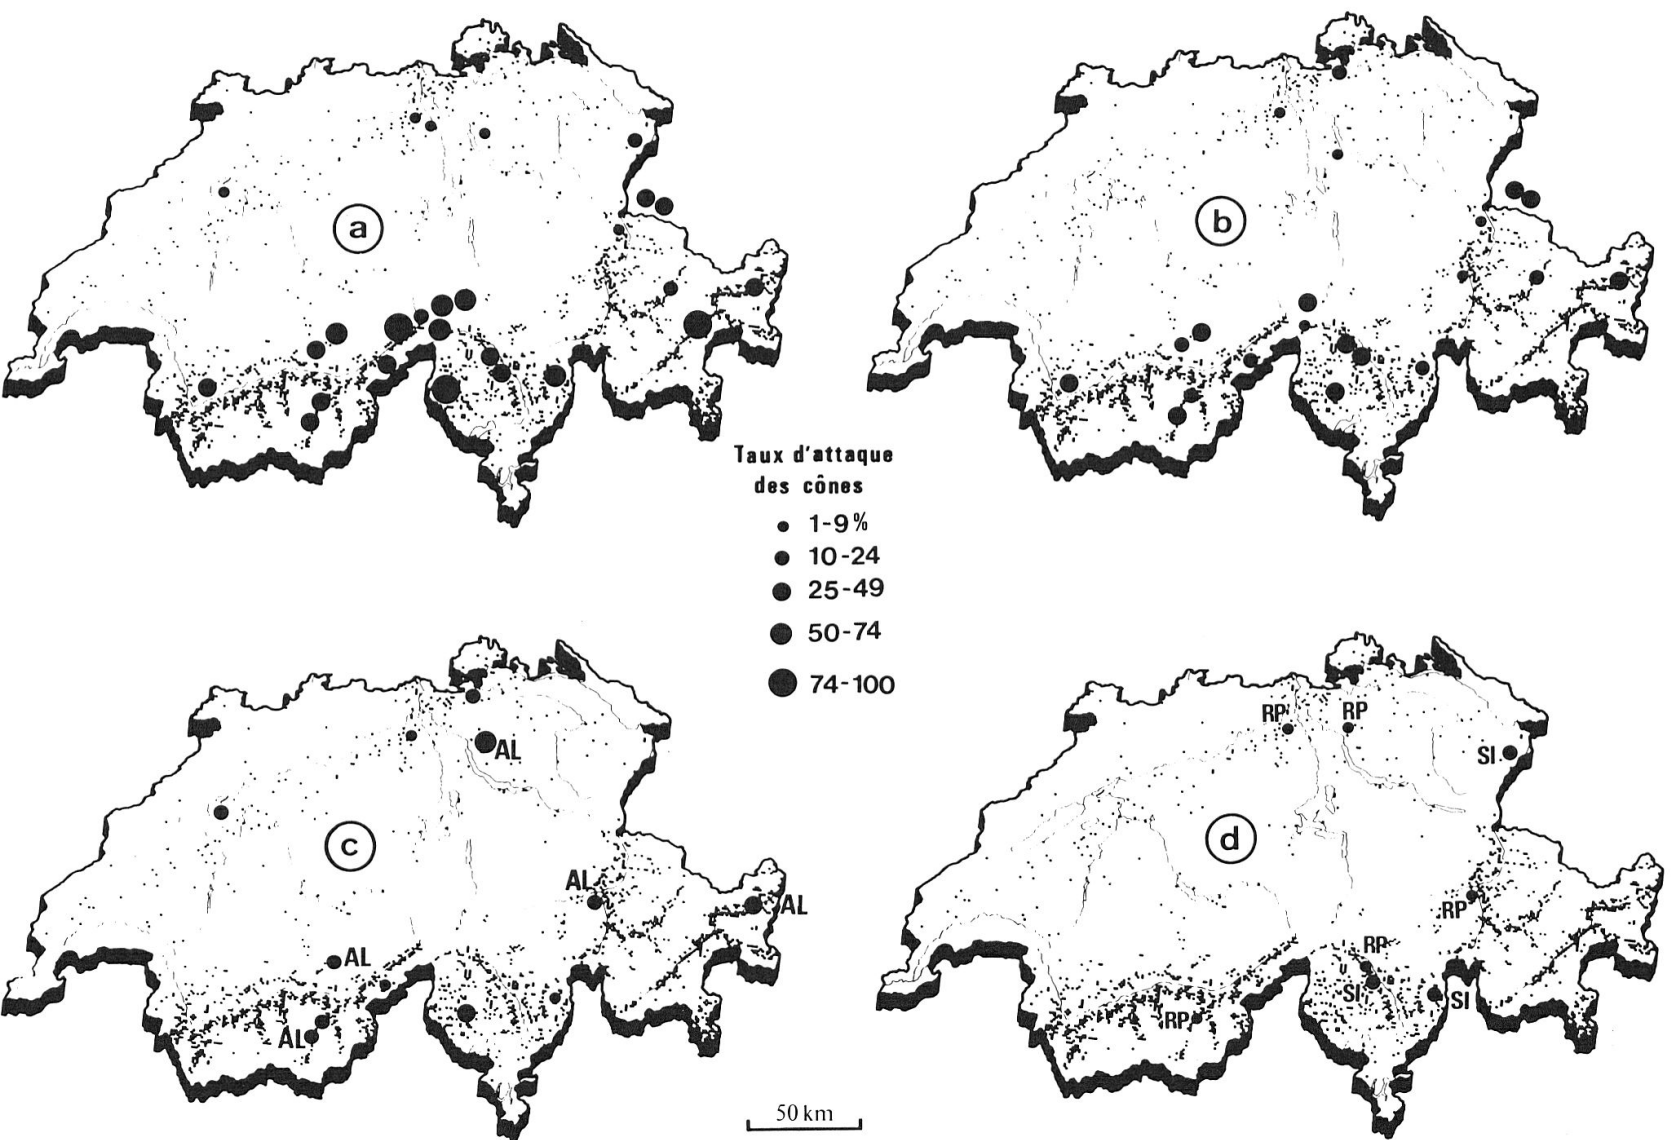 a
b
Taux d'attaque
des cônes
1-9%
10-24
25-49
50-74
74-100
c
AL
AL
AL
AL
AL
d
RP
RP
SI
RP
RP
SI
SI
RP
50 km